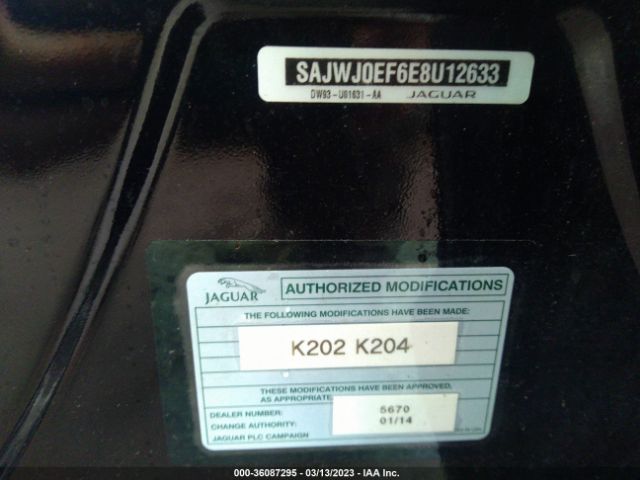 SAJWJ0EF6E8U12633
DW93-U61631-AA JAGUAR
JAGUAR
AUTHORIZED MODIFICATIONS
THE FOLLOWING MODIFICATIONS HAVE BEEN MADE:
K202 K204
THESE MODIFICATIONS HAVE BEEN APPROVED,
AS APPROPRIATE
DEALER NUMBER: 5670
CHANGE AUTHORITY: 01/14
JAGUAR PLC CAMPAIGN
000-36087295 - 03/13/2023 - IAA Inc.